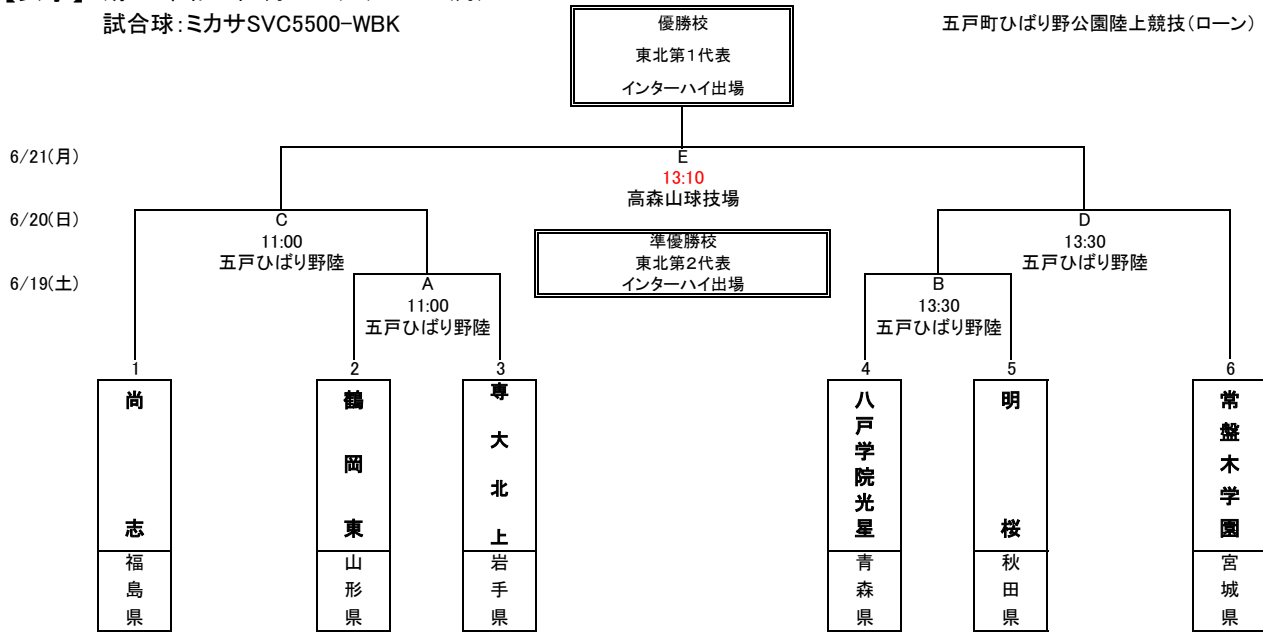 試合球:ミカサSVC5500-WBK
五戸町ひばり野公園陸上競技(ローン)
優勝校
東北第1代表
インターハイ出場
6/21(月)
E
13:10
高森山球技場
6/20(日)
C
11:00
五戸ひばり野陸
D
13:30
五戸ひばり野陸
準優勝校
東北第2代表
インターハイ出場
6/19(土)
A
11:00
五戸ひばり野陸
B
13:30
五戸ひばり野陸
1
尚志
福島県
2
鶴岡東
山形県
3
専大北上
岩手県
4
八戸学院光星
青森県
5
明桜
秋田県
6
常盤木学園
宮城県